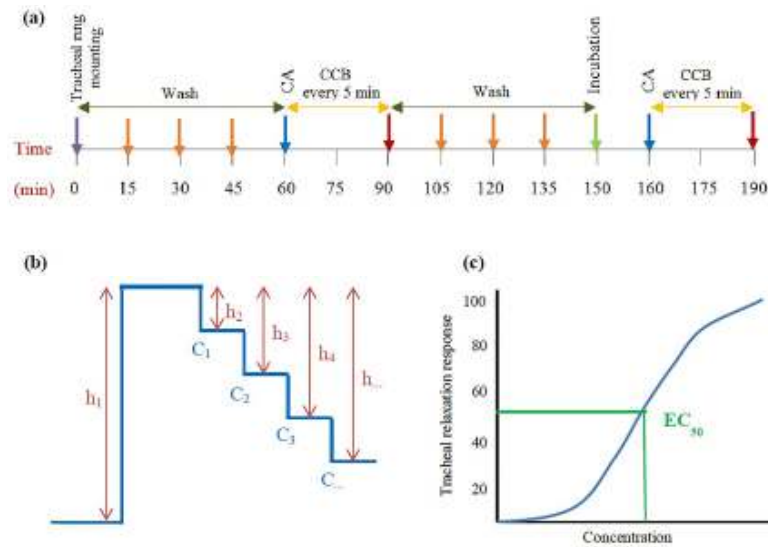 (a)
Tracheal ring
mounting
Wash
CA
CCB
every 5 min
Wash
Incubation
CA
CCB
every 5 min
Time
(min)
0 15 30 45 60 75 90 105 120 135 150 160 175 190
(b)
h1
h2
h3
h4
h...
C1
C2
C3
C...
(c)
Tracheal relaxation response
100
80
60
40
20
EC50
Concentration